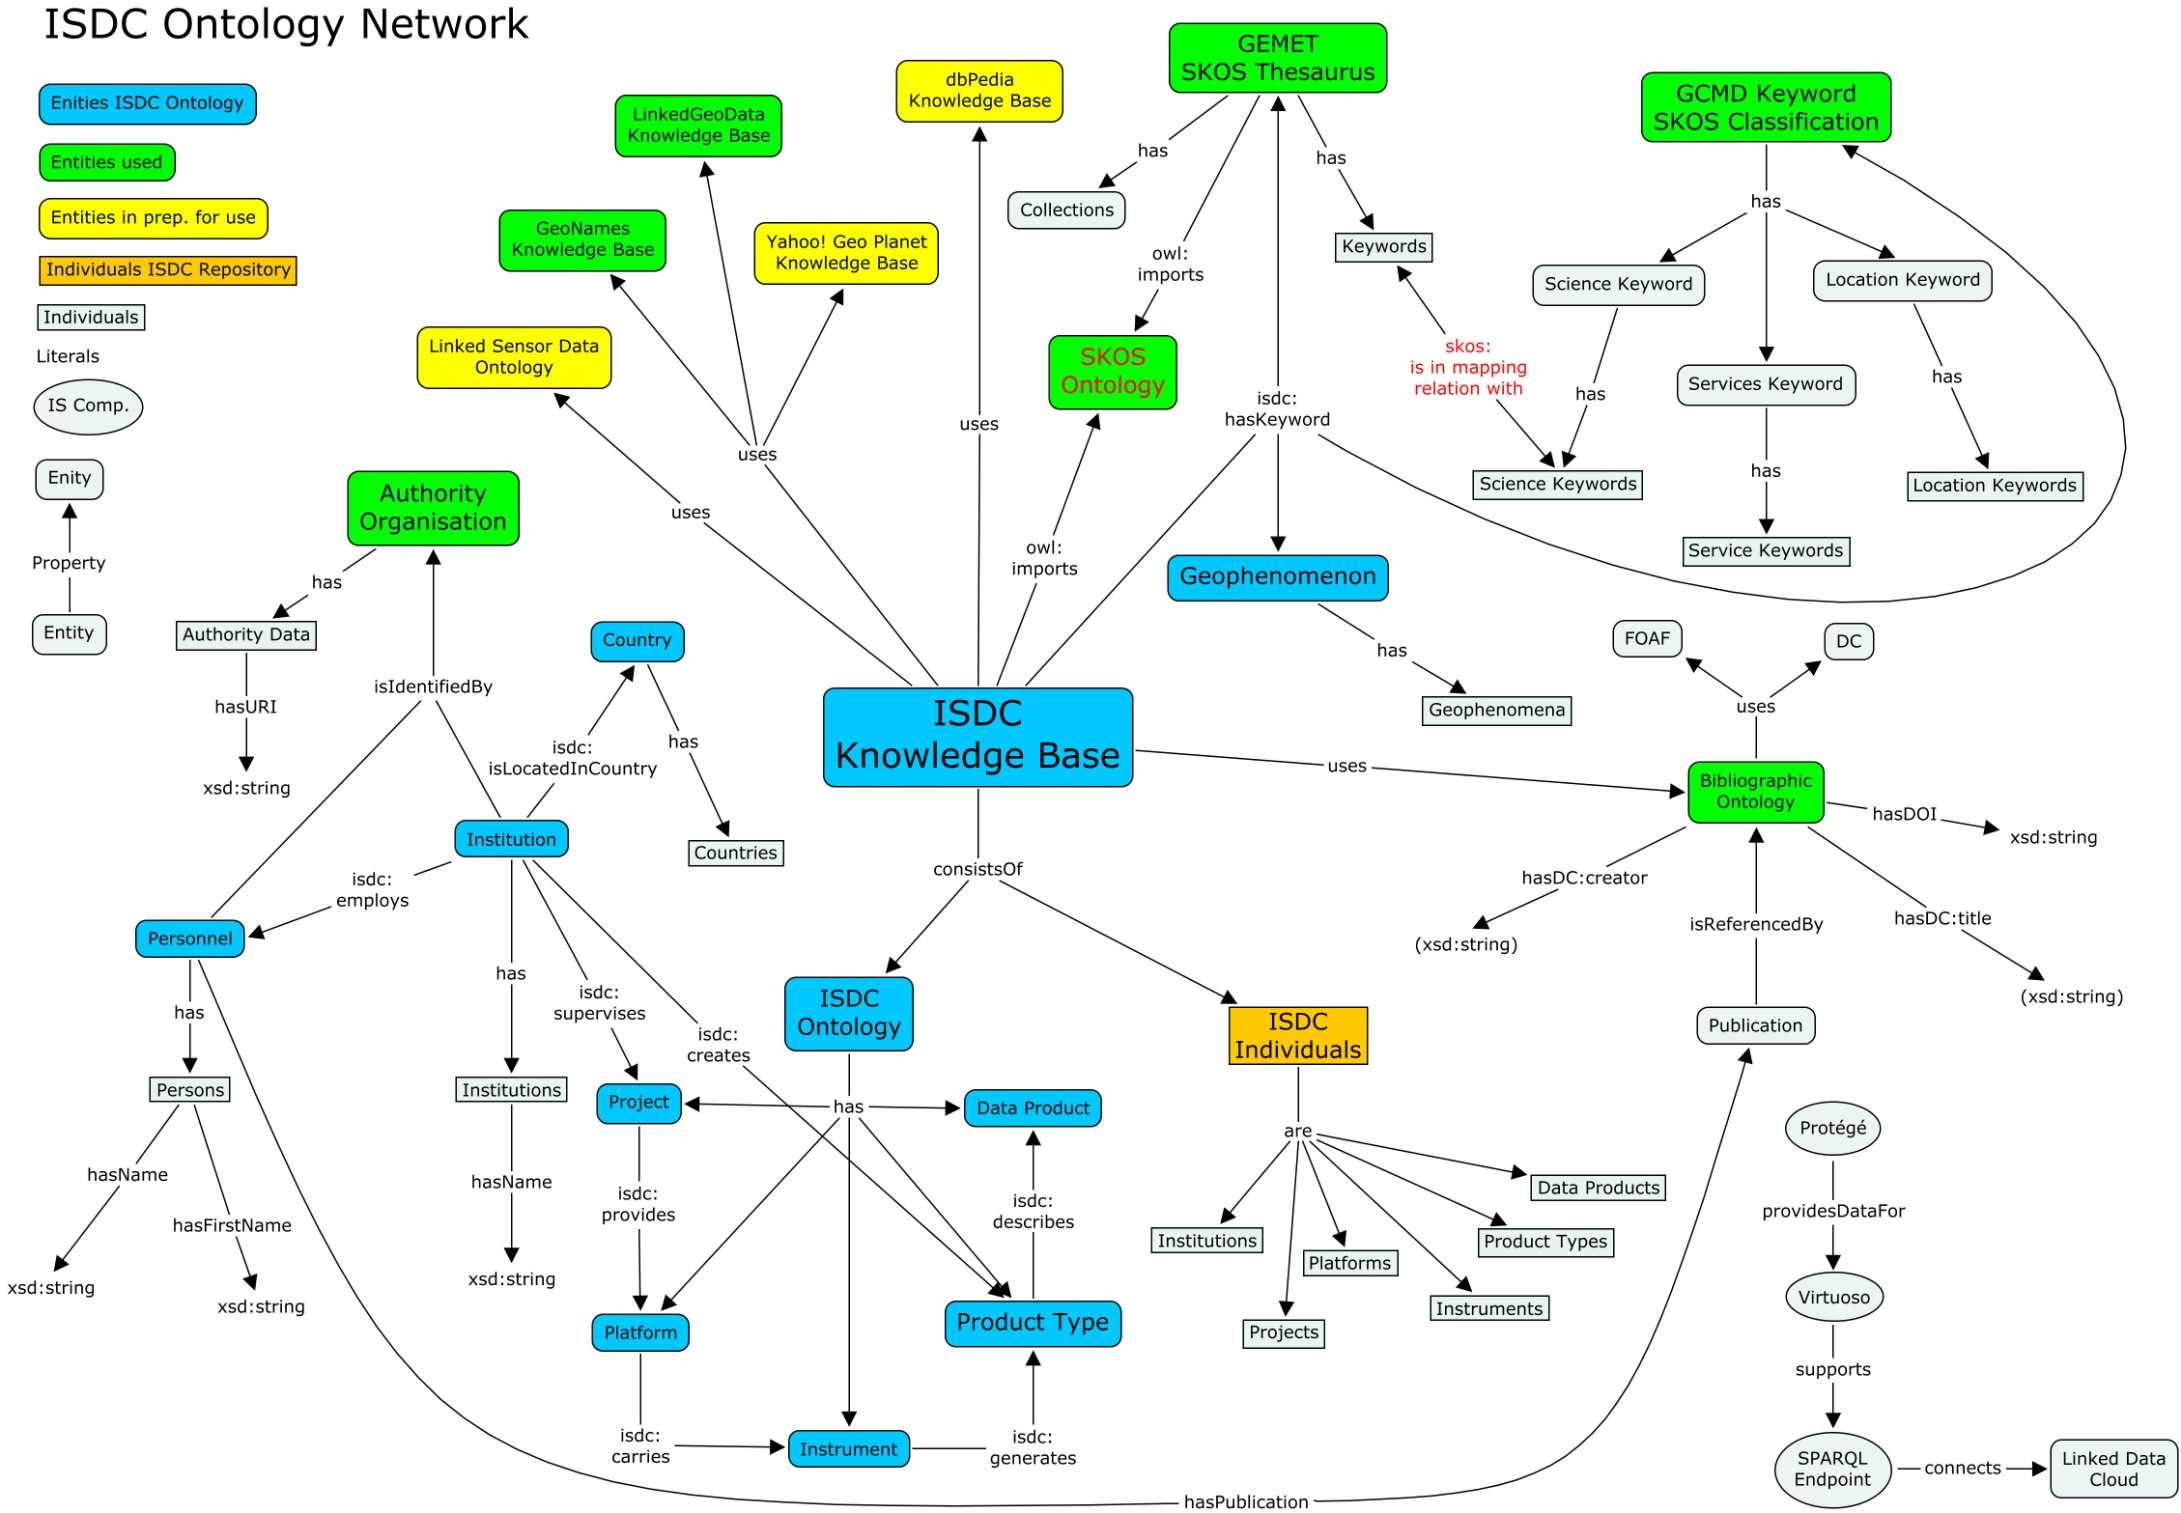 ISDC Ontology Network
Enities ISDC Ontology
Entities used
Entities in prep. for use
Individuals ISDC Repository
Individuals
Literals
IS Comp.
Enity
Property
Entity
GEMET
SKOS Thesaurus
dbPedia
Knowledge Base
LinkedGeoData
Knowledge Base
GCMD Keyword
SKOS Classification
has
has
has
Collections
Keywords
GeoNames
Knowledge Base
Yahoo! Geo Planet
Knowledge Base
owl:
imports
Science Keyword
Location Keyword
Linked Sensor Data
Ontology
SKOS
Ontology
skos:
is in mapping
relation with
Services Keyword
has
has
isdc:
hasKeyword
uses
uses
uses
has
Science Keywords
Location Keywords
Service Keywords
Authority
Organisation
has
Authority Data
hasURI
xsd:string
isIdentifiedBy
owl:
imports
Geophenomenon
has
Geophenomena
Country
has
Countries
isdc:
isLocatedInCountry
ISDC
Knowledge Base
uses
FOAF
DC
uses
Bibliographic
Ontology
hasDOI
xsd:string
hasDC:creator
(xsd:string)
hasDC:title
(xsd:string)
isReferencedBy
Publication
Institution
isdc:
employs
Personnel
has
Persons
hasName
xsd:string
hasFirstName
xsd:string
has
Institutions
hasName
xsd:string
isdc:
supervises
isdc:
creates
consistsOf
ISDC
Ontology
ISDC
Individuals
Project
has
Data Product
isdc:
provides
isdc:
describes
Platform
Product Type
isdc:
carries
Instrument
isdc:
generates
are
Data Products
Institutions
Product Types
Platforms
Instruments
Projects
hasPublication
Protégé
providesDataFor
Virtuoso
supports
SPARQL
Endpoint
connects
Linked Data
Cloud